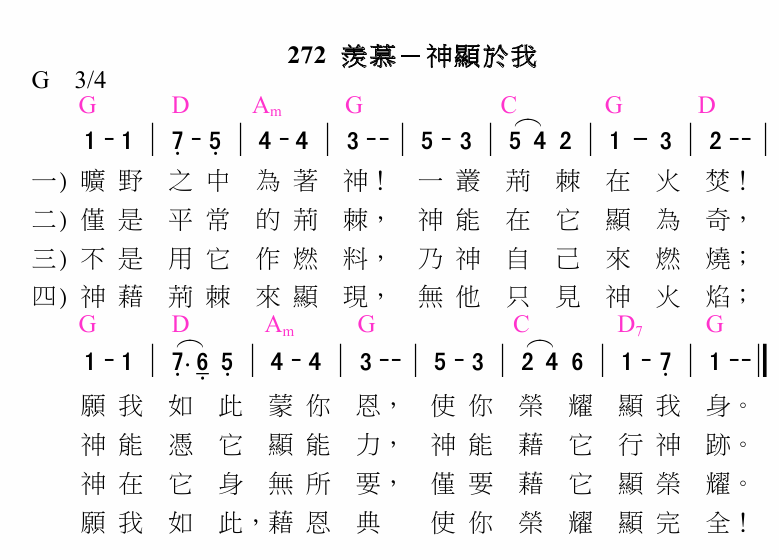 272 羨慕－神顯於我
G 3/4
G D Am G C G D
1 - 1 | 7 - 5 | 4 - 4 | 3 - - | 5 - 3 | 5 4 2 | 1 － 3 | 2 - - |
一) 曠野之中為著神！一叢荊棘在火焚！
二) 僅是平常的荊棘，神能在它顯為奇，
三) 不是用它作燃料，乃神自己來燃燒；
四) 神藉荊棘來顯現，無他只見神火焰；
G D Am G C D7 G
1 - 1 | 7. 6 5 | 4 - 4 | 3 - - | 5 - 3 | 2 4 6 | 1 - 7 | 1 - - ‖
願我如此蒙你恩，使你榮耀顯我身。
神能憑它顯能力，神能藉它行神跡。
神在它身無所要，僅要藉它顯榮耀。
願我如此，藉恩典使你榮耀顯完全！